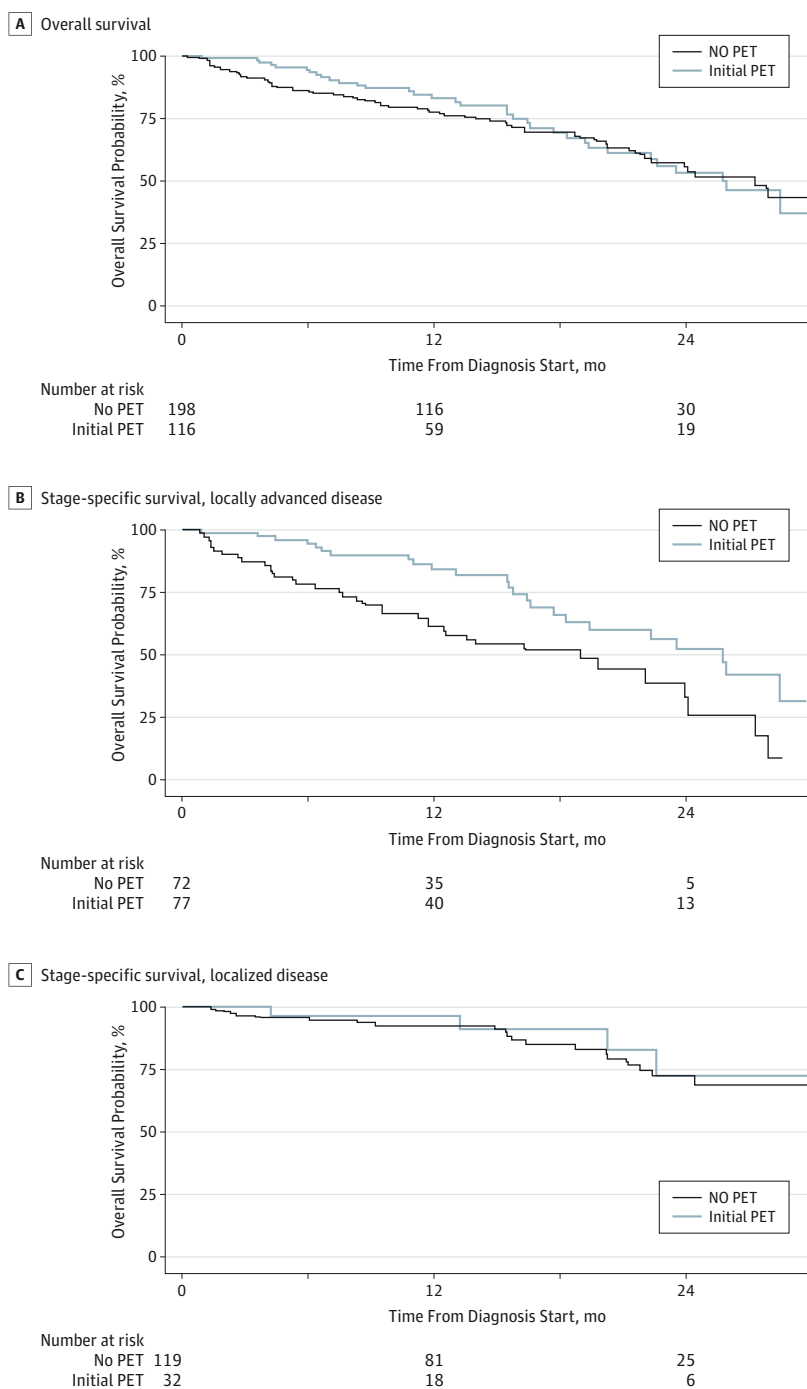 A Overall survival
NO PET
Initial PET
Overall Survival Probability, %
100
75
50
25
0
0 12 24
Time From Diagnosis Start, mo
Number at risk
No PET 198 116 30
Initial PET 116 59 19
B Stage-specific survival, locally advanced disease
NO PET
Initial PET
Overall Survival Probability, %
100
75
50
25
0
0 12 24
Time From Diagnosis Start, mo
Number at risk
No PET 72 35 5
Initial PET 77 40 13
C Stage-specific survival, localized disease
Overall Survival Probability, %
100
75
50
25
0
NO PET
Initial PET
0 12 24
Time From Diagnosis Start, mo
Number at risk
No PET 119 81 25
Initial PET 32 18 6